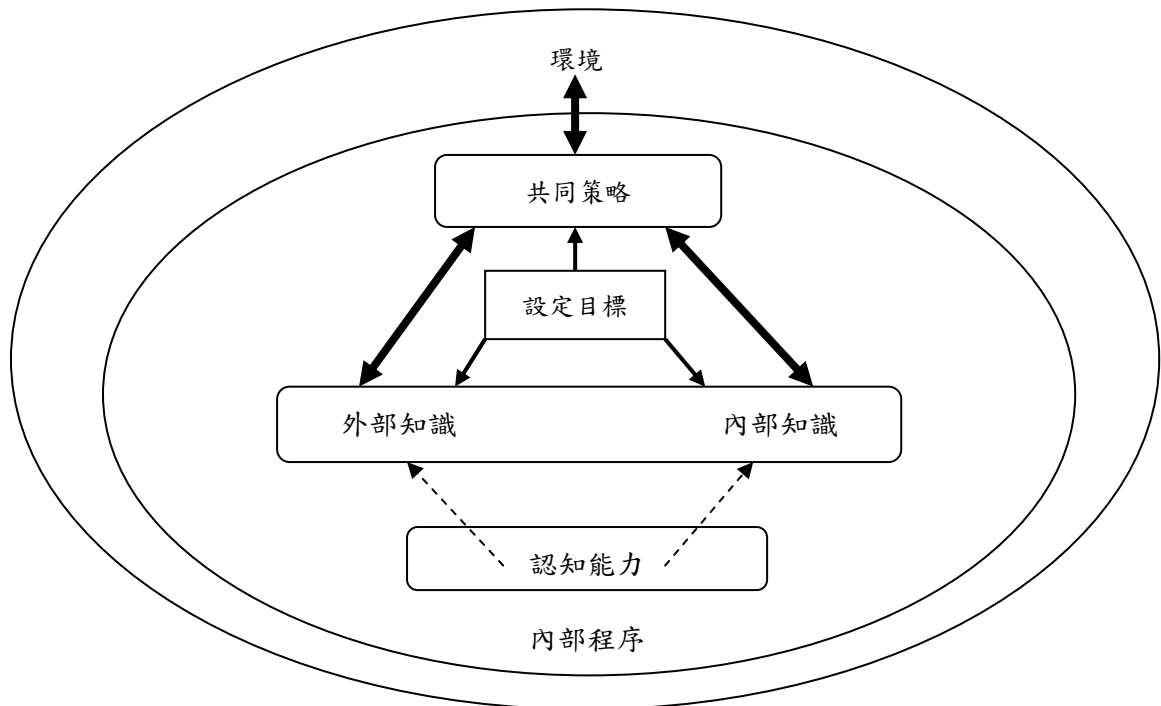 環境
共同策略
設定目標
外部知識
內部知識
認知能力
內部程序